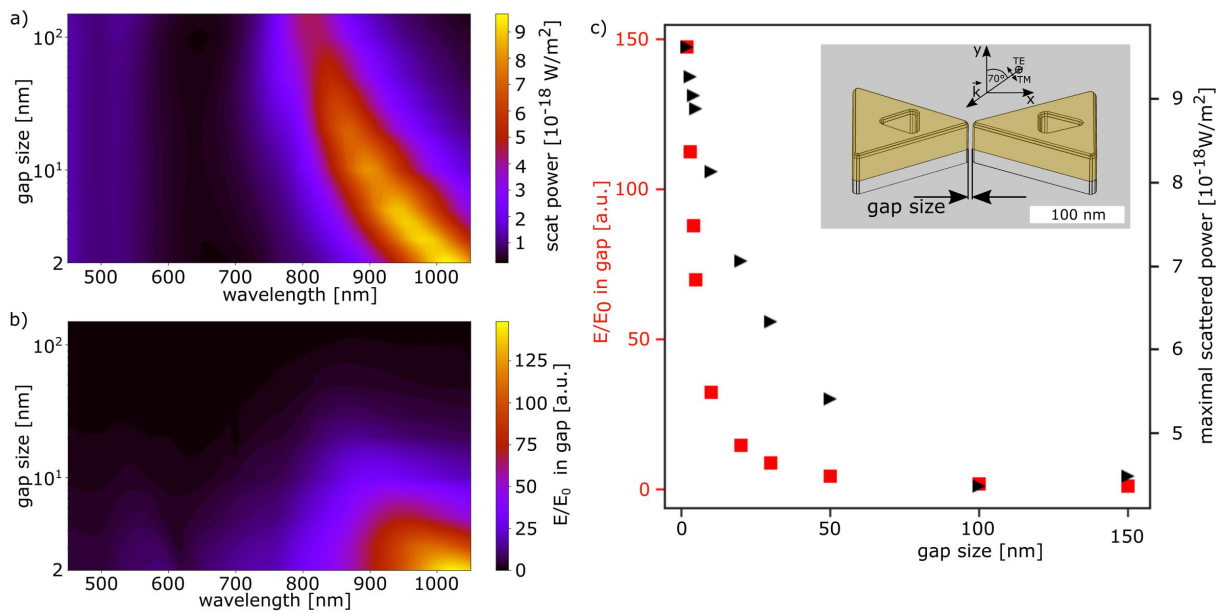 a)
10²
10¹
2
gap size [nm]
500 600 700 800 900 1000
wavelength [nm]
9
8
7
6
5
4
3
2
1
scat power [10⁻¹⁸ W/m²]
b)
10²
10¹
2
gap size [nm]
500 600 700 800 900 1000
wavelength [nm]
125
100
75
50
25
0
E/E₀ in gap [a.u.]
c)
150
100
50
0
E/E₀ in gap [a.u.]
y
TE
70°
TM
k
x
gap size
100 nm
9
8
7
6
5
maximal scattered power [10⁻¹⁸W/m²]
0 50 100 150
gap size [nm]